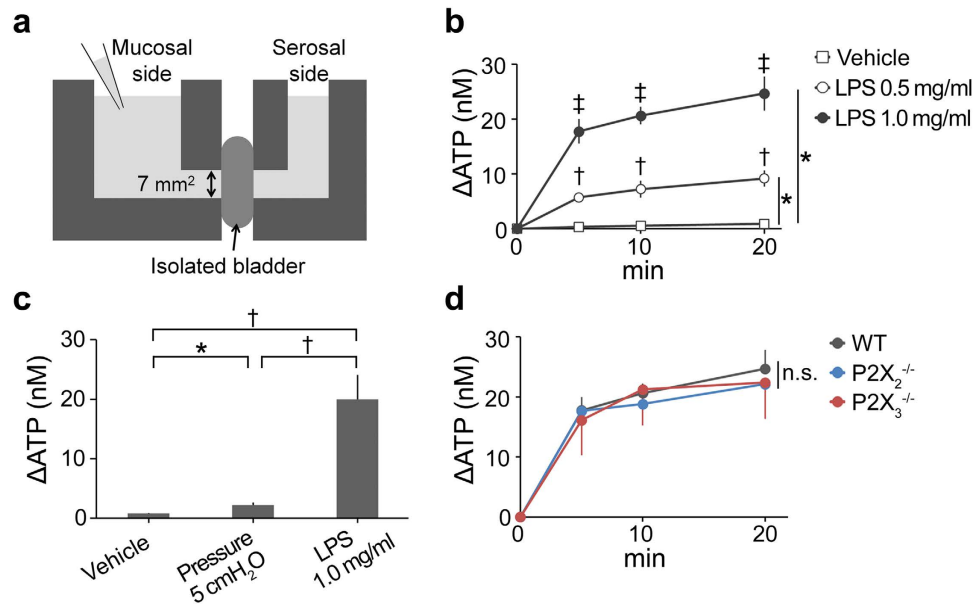 a
Mucosal side
Serosal side
7 mm²
Isolated bladder
b
Vehicle
LPS 0.5 mg/ml
LPS 1.0 mg/ml
ΔATP (nM)
30
20
10
0
‡
‡
‡
†
†
†
*
*
0
10
20
min
c
ΔATP (nM)
30
20
10
0
†
*
†
Vehicle
Pressure
5 cmH₂O
LPS
1.0 mg/ml
d
WT
P2X₂⁻/⁻
P2X₃⁻/⁻
n.s.
ΔATP (nM)
30
20
10
0
0
10
20
min